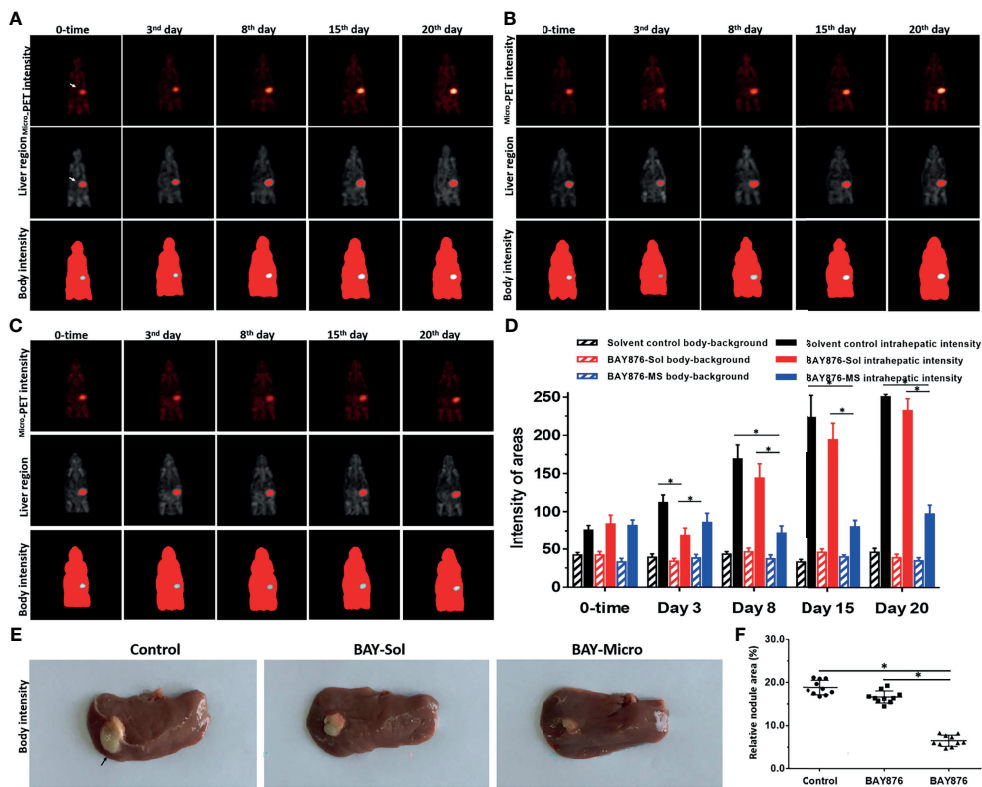 A
0-time 3nd day 8th day 15th day 20th day
Micro-PET intensity
Liver region
Body intensity
B
0-time 3nd day 8th day 15th day 20th day
C
0-time 3nd day 8th day 15th day 20th day
Micro-PET intensity
Liver region
Body intensity
Micro-PET intensity
Liver region
Body intensity
D
Solvent control body-background
Solvent control intrahepatic intensity
BAY876-Sol body-background
BAY876-Sol intrahepatic intensity
BAY876-MS body-background
BAY876-MS intrahepatic intensity
Intensity of areas
250
200
150
100
50
0
* * * * * * * *
0-time Day 3 Day 8 Day 15 Day 20
E
Control BAY-Sol BAY-Micro
Body intensity
F
Relative nodule area (%)
30.0
20.0
10.0
0.0
* *
Control BAY876 BAY876